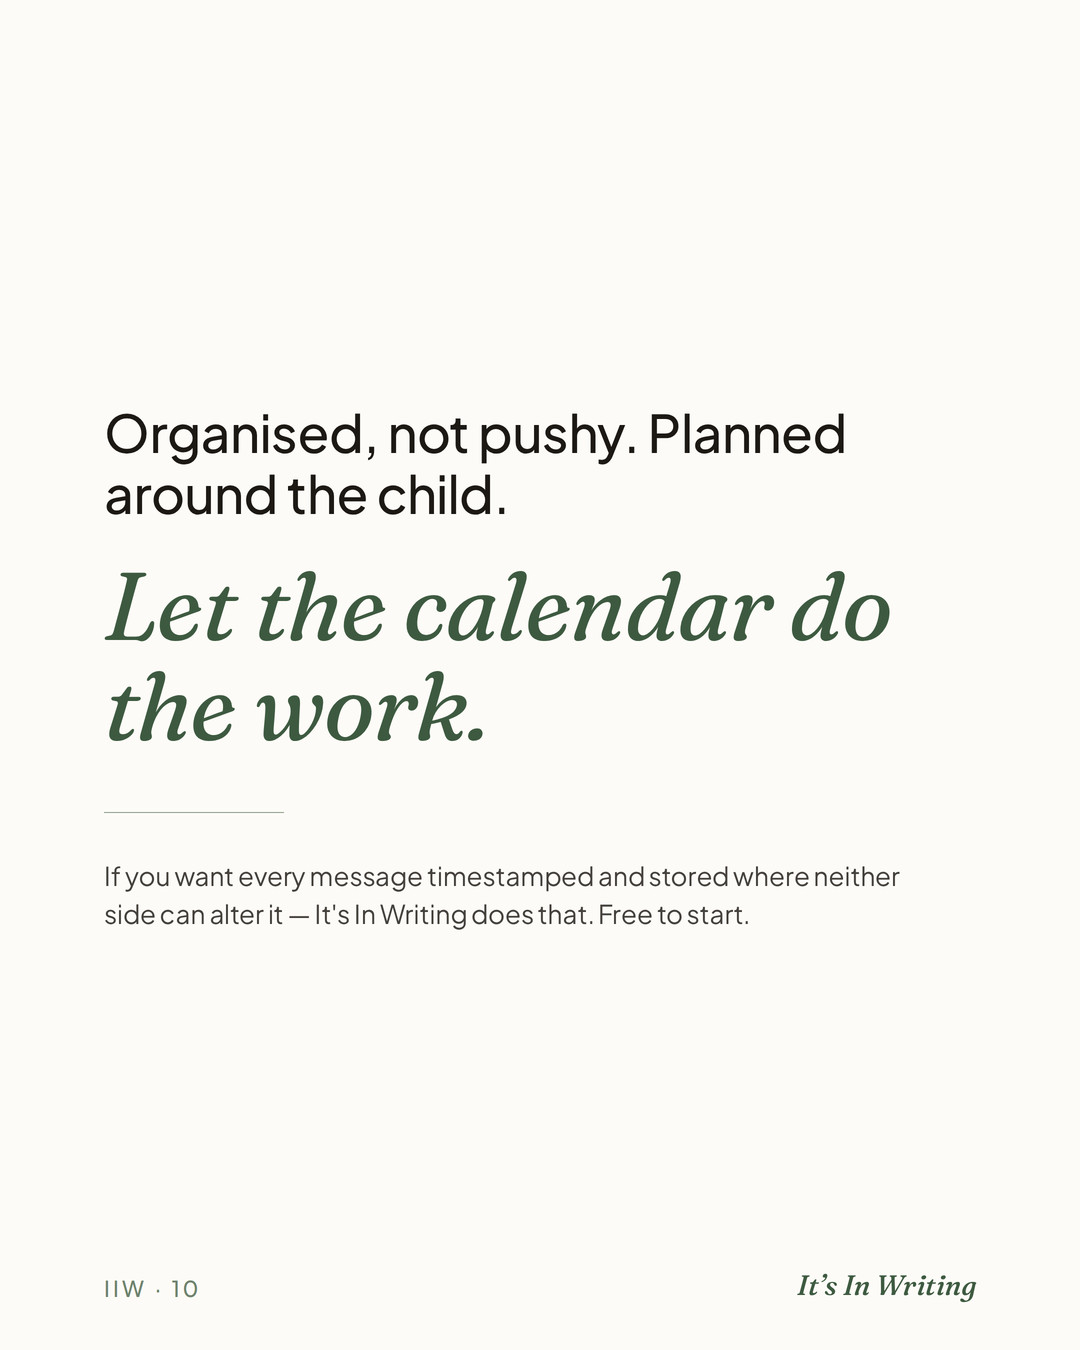 Organised, not pushy. Planned
around the child.
Let the calendar do
the work.
If you want every message timestamped and stored where neither
side can alter it — It's In Writing does that. Free to start.
IIW · 10
It’s In Writing